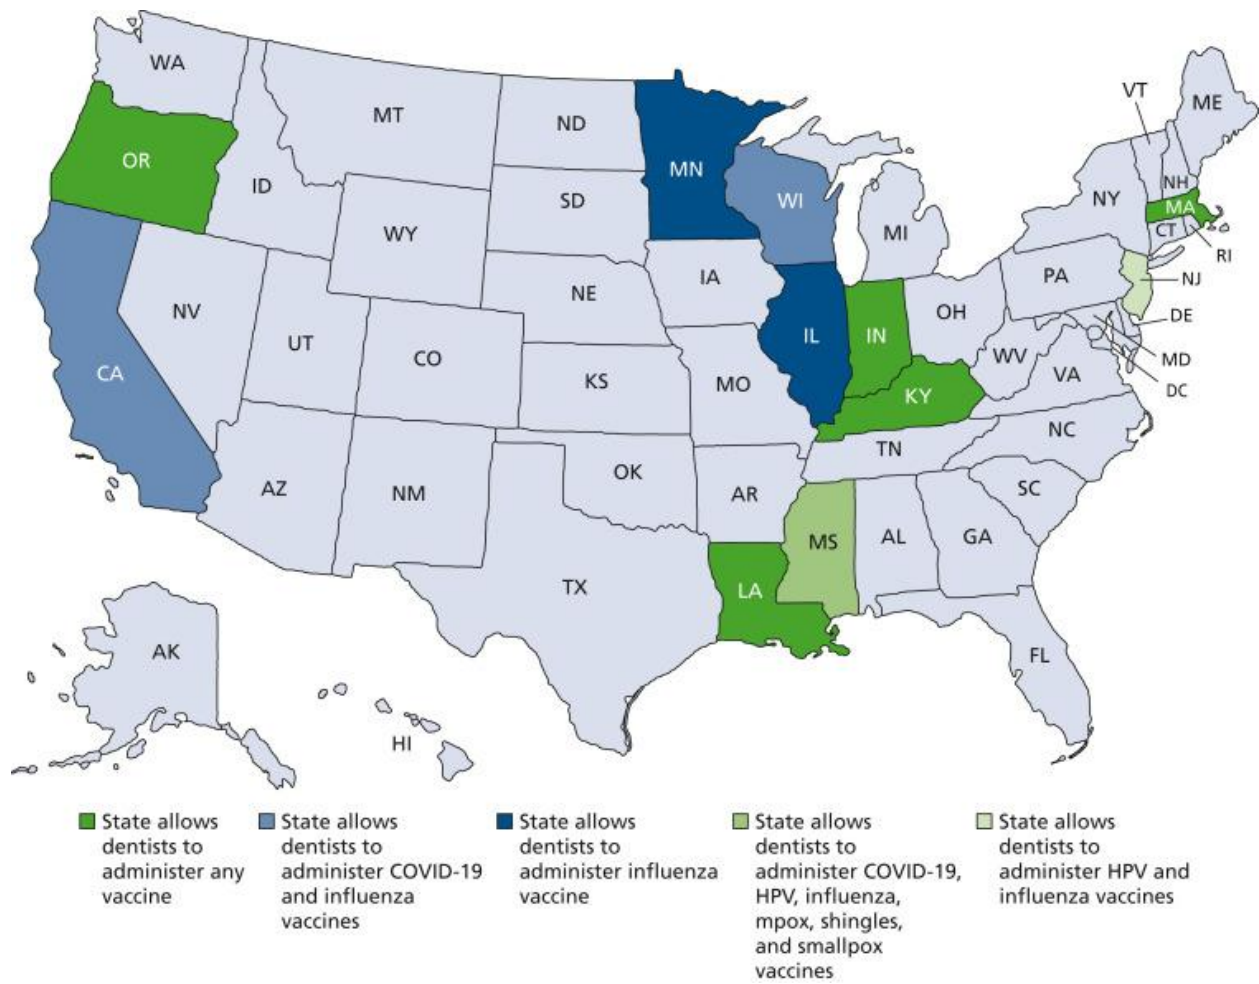 WA
VT
ME
MT
ND
OR
MN
ID
SD
WI
NH
NY
MA
WY
CT
MI
RI
IA
PA
NJ
NE
NV
OH
DE
UT
IL
IN
CO
WV
MD
CA
KS
MO
VA
DC
KY
NC
TN
OK
AZ
NM
AR
SC
MS
AL
GA
TX
LA
AK
FL
HI
State allows
dentists to
administer any
vaccine
State allows
dentists to
administer COVID-19
and influenza
vaccines
State allows
dentists to
administer influenza
vaccine
State allows
dentists to
administer COVID-19,
HPV, influenza,
mpox, shingles,
and smallpox
vaccines
State allows
dentists to
administer HPV and
influenza vaccines